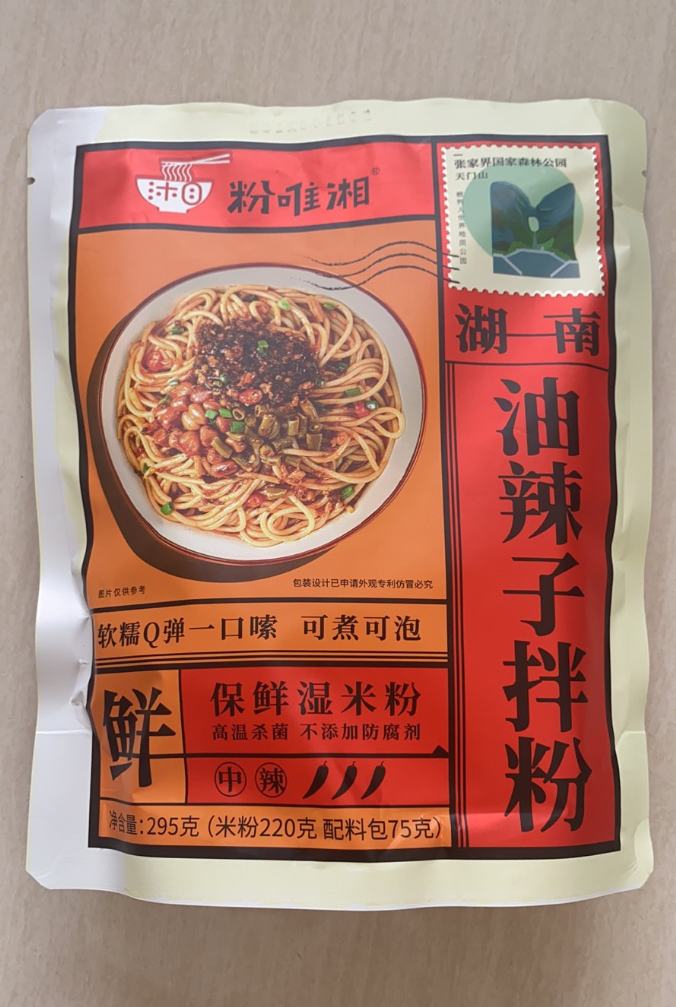 粉唯湘®
张家界国家森林公园
天门山
湖南
油辣子拌粉
图片仅供参考
包装设计已申请外观专利仿冒必究
软糯Q弹一口嗦 可煮可泡
鲜
保鲜湿米粉
高温杀菌 不添加防腐剂
中辣
净含量:295克(米粉220克 配料包75克)